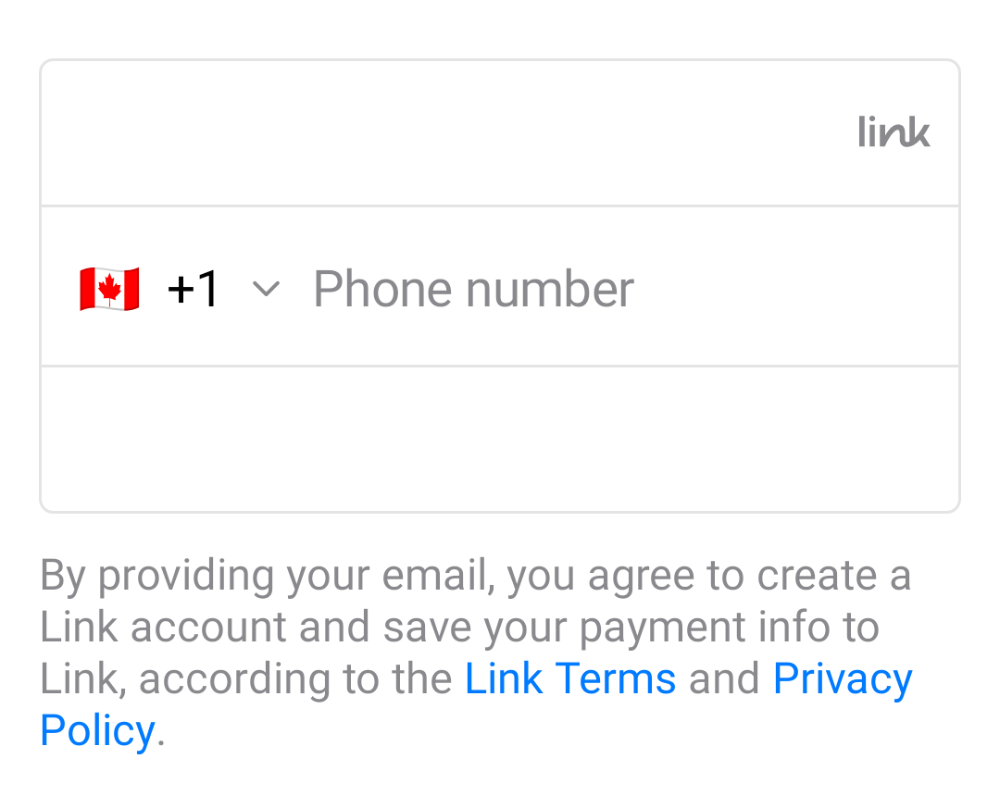 link
+1 Phone number
By providing your email, you agree to create a
Link account and save your payment info to
Link, according to the Link Terms and Privacy
Policy.